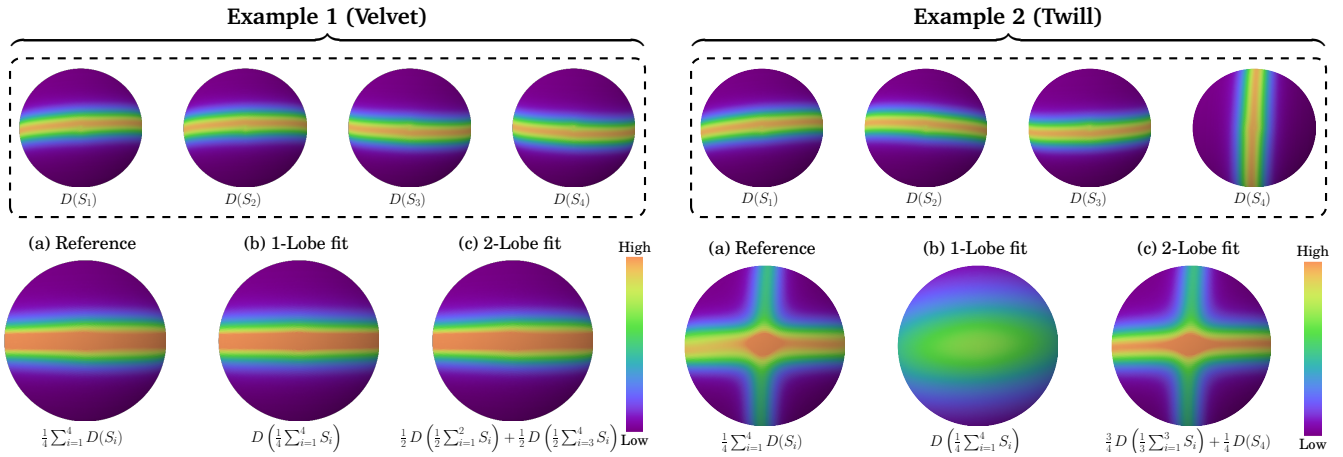 Example 1 (Velvet)
D(S₁) D(S₂) D(S₃) D(S₄)
(a) Reference (b) 1-Lobe fit (c) 2-Lobe fit High
Low
¼ ∑⁴ᵢ₌₁ D(Sᵢ) D(¼ ∑⁴ᵢ₌₁ Sᵢ) ½ D(½ ∑²ᵢ₌₁ Sᵢ) + ½ D(½ ∑⁴ᵢ₌₃ Sᵢ)
Example 2 (Twill)
D(S₁) D(S₂) D(S₃) D(S₄)
(a) Reference (b) 1-Lobe fit (c) 2-Lobe fit High
Low
¼ ∑⁴ᵢ₌₁ D(Sᵢ) D(¼ ∑⁴ᵢ₌₁ Sᵢ) ¾ D(⅓ ∑³ᵢ₌₁ Sᵢ) + ¼ D(S₄)